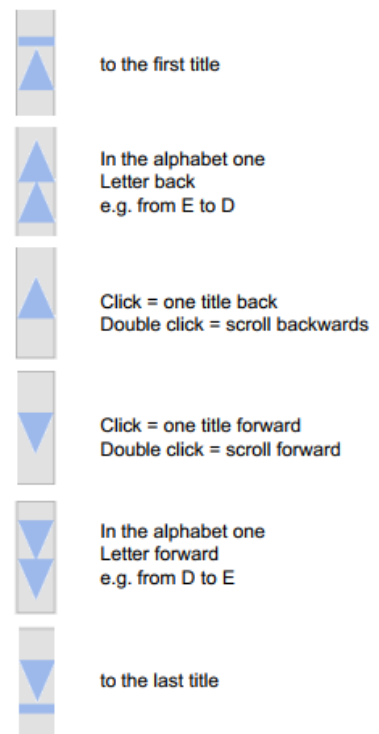 to the first title
In the alphabet one
Letter back
e.g. from E to D
Click = one title back
Double click = scroll backwards
Click = one title forward
Double click = scroll forward
In the alphabet one
Letter forward
e.g. from D to E
to the last title